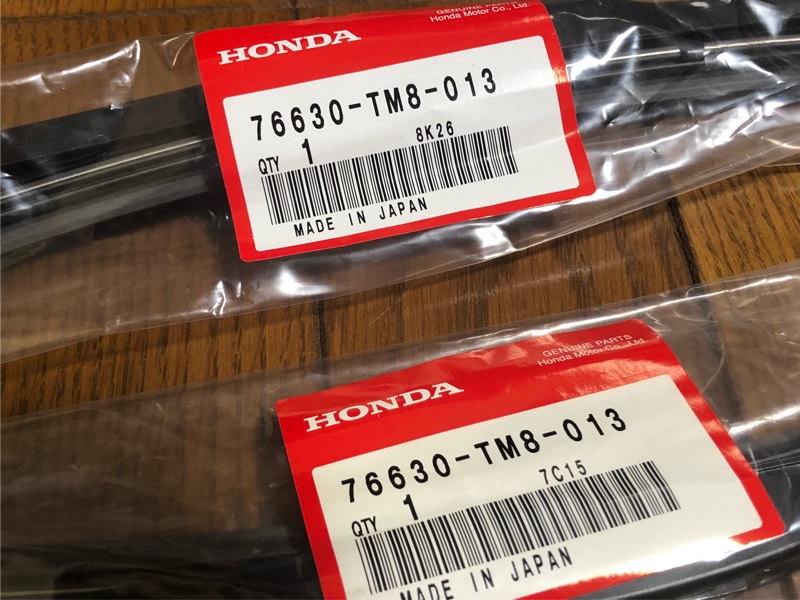 GENUINE PARTS
HONDA Honda Motor Co., Ltd.
76630-TM8-013
8K26
QTY 1
MADE IN JAPAN
GENUINE PARTS
Honda Motor Co., Ltd.
HONDA
76630-TM8-013
7C15
QTY 1
MADE IN JAPAN